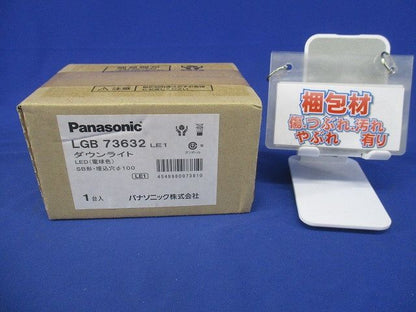 Panasonic
LGB 73632 LE1
ダウンライト
LED(電球色)
SB形・埋込穴φ100
LE1
1台入
パナソニック株式会社
梱包材
傷つぶれ汚れ
やぶれ 有り